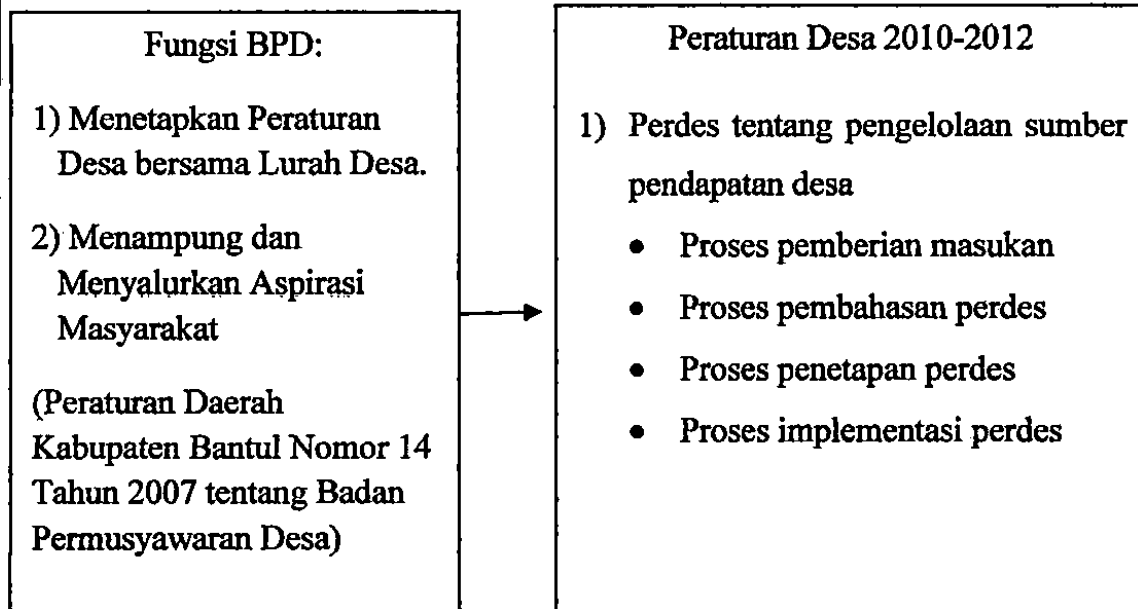 Fungsi BPD:
1) Menetapkan Peraturan
Desa bersama Lurah Desa.
2) Menampung dan
Menyalurkan Aspirasi
Masyarakat
(Peraturan Daerah
Kabupaten Bantul Nomor 14
Tahun 2007 tentang Badan
Permusyawaran Desa)
Peraturan Desa 2010-2012
1) Perdes tentang pengelolaan sumber
pendapatan desa
• Proses pemberian masukan
• Proses pembahasan perdes
• Proses penetapan perdes
• Proses implementasi perdes